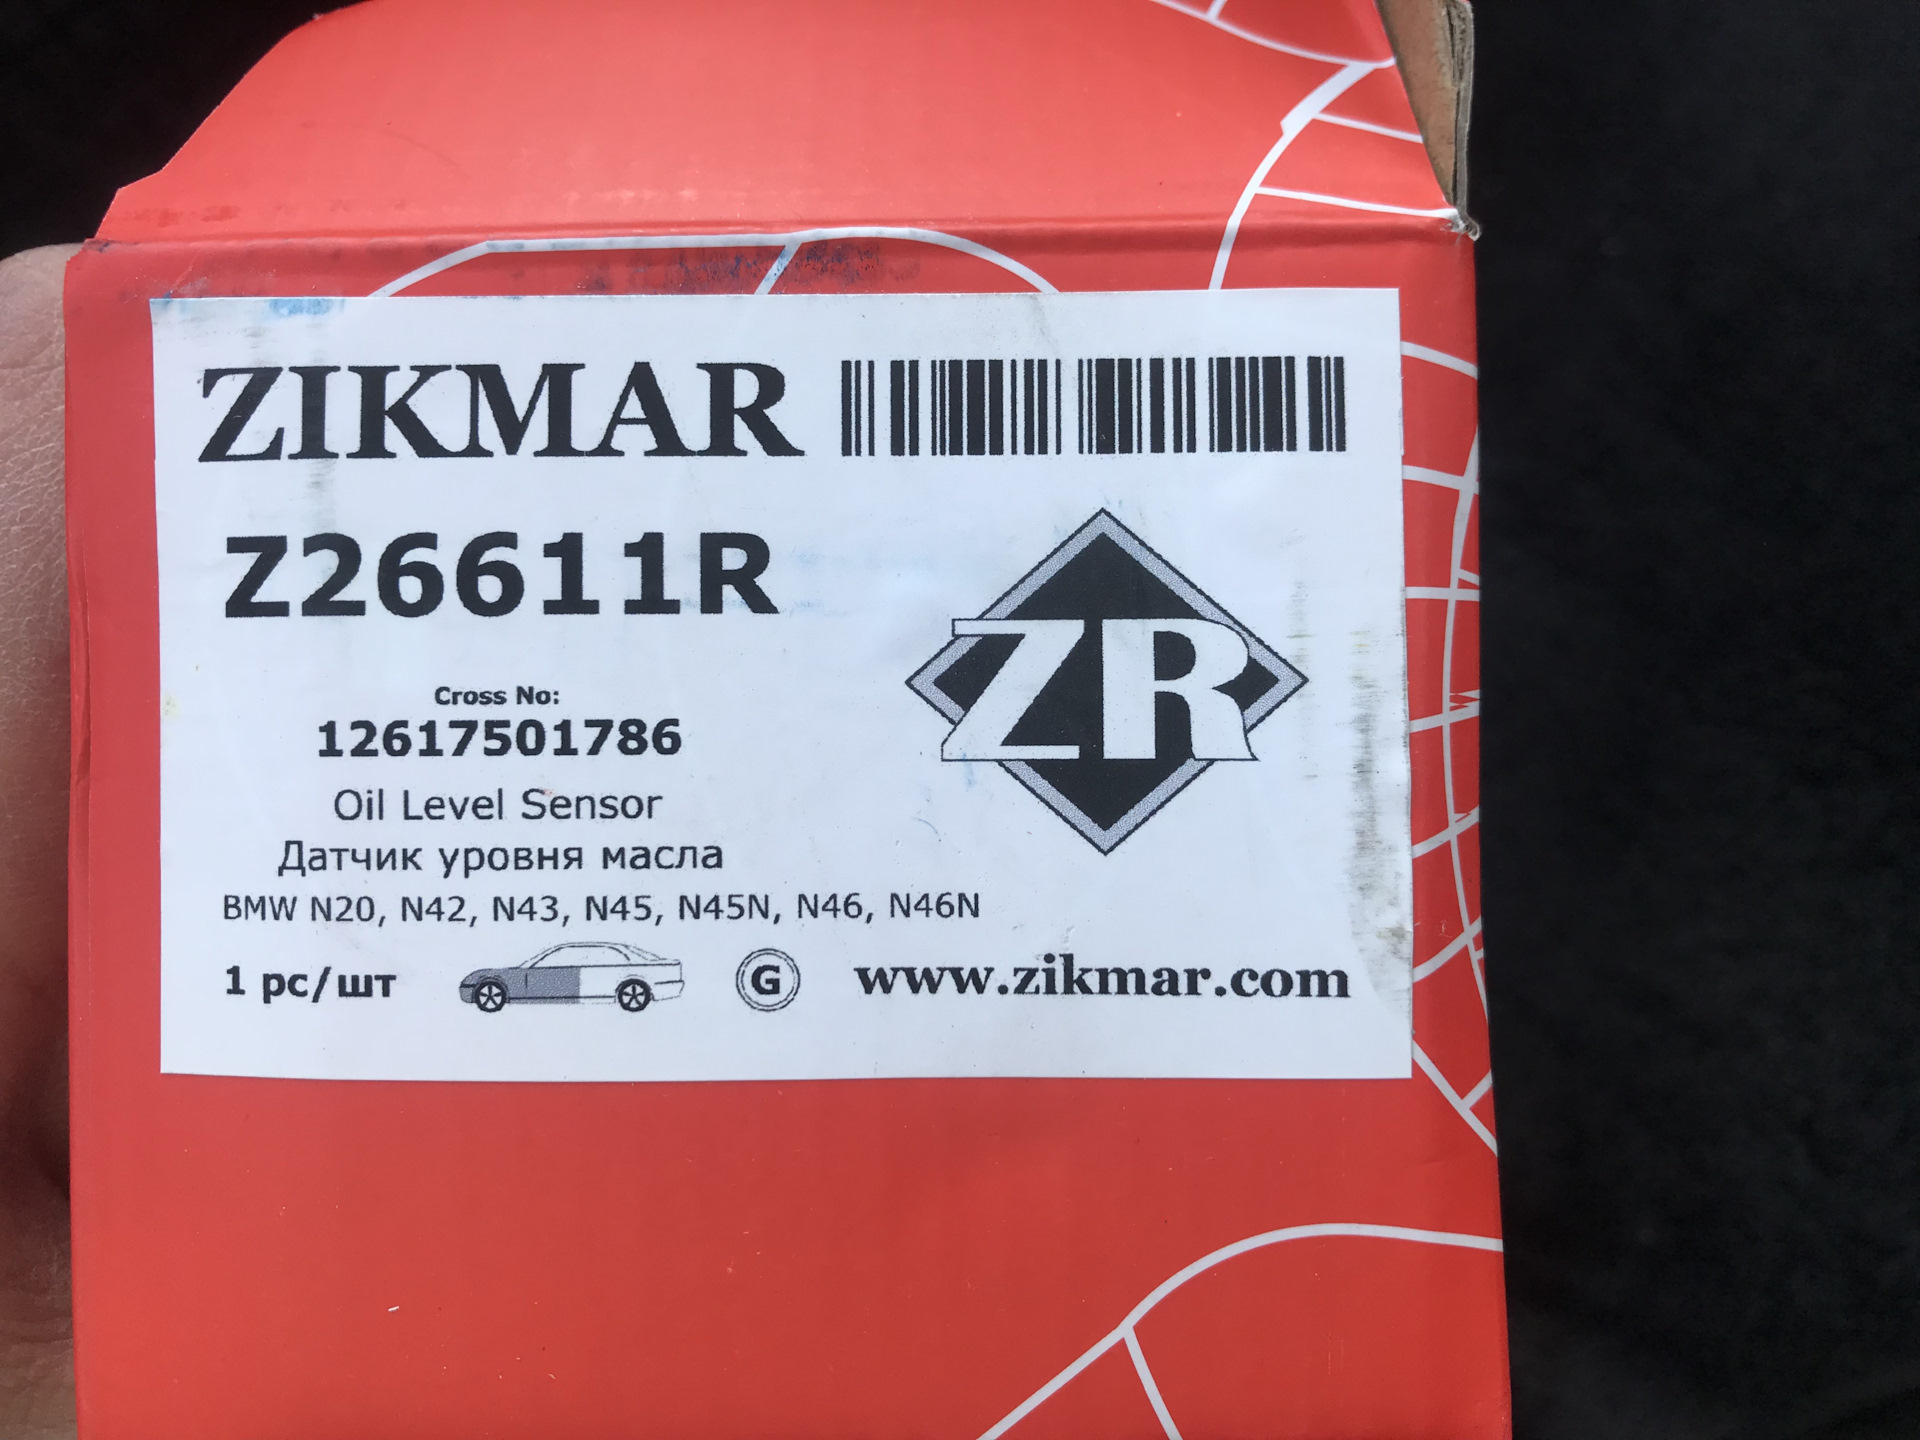 ZIKMAR
Z26611R
ZR
Cross No:
12617501786
Oil Level Sensor
Датчик уровня масла
BMW N20, N42, N43, N45, N45N, N46, N46N
1 pc/шт
G
www.zikmar.com